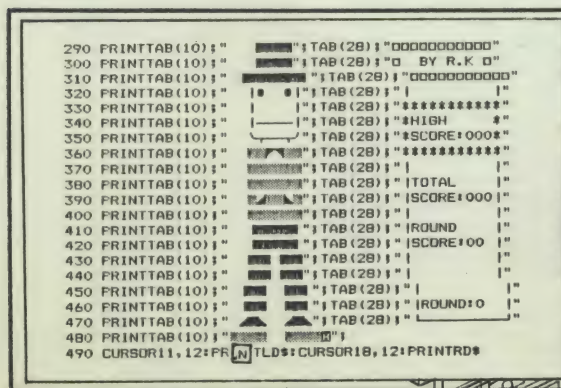 290 PRINTTAB(10);" ";TAB(28);"□□□□□□□□□□□"
300 PRINTTAB(10);" ";TAB(28);"□ BY R.K □"
310 PRINTTAB(10);" ";TAB(28);"□□□□□□□□□□□"
320 PRINTTAB(10);" ";TAB(28);"| |"
330 PRINTTAB(10);" ";TAB(28);"***********"
340 PRINTTAB(10);" ";TAB(28);"*HIGH *"
350 PRINTTAB(10);" ";TAB(28);"*SCORE:000*"
360 PRINTTAB(10);" ";TAB(28);"***********"
370 PRINTTAB(10);" ";TAB(28);"| |"
380 PRINTTAB(10);" ";TAB(28);"|TOTAL |"
390 PRINTTAB(10);" ";TAB(28);"|SCORE:000|"
400 PRINTTAB(10);" ";TAB(28);"| |"
410 PRINTTAB(10);" ";TAB(28);"|ROUND |"
420 PRINTTAB(10);" ";TAB(28);"|SCORE:00 |"
430 PRINTTAB(10);" ";TAB(28);"| |"
440 PRINTTAB(10);" ";TAB(28);"| |"
450 PRINTTAB(10);" ";TAB(28);"| |"
460 PRINTTAB(10);" ";TAB(28);"|ROUND:0 |"
470 PRINTTAB(10);" ";TAB(28);" "
480 PRINTTAB(10);" H";
490 CURSOR11,12:PR,N TLD$:CURSOR18,12:PRINTRD$